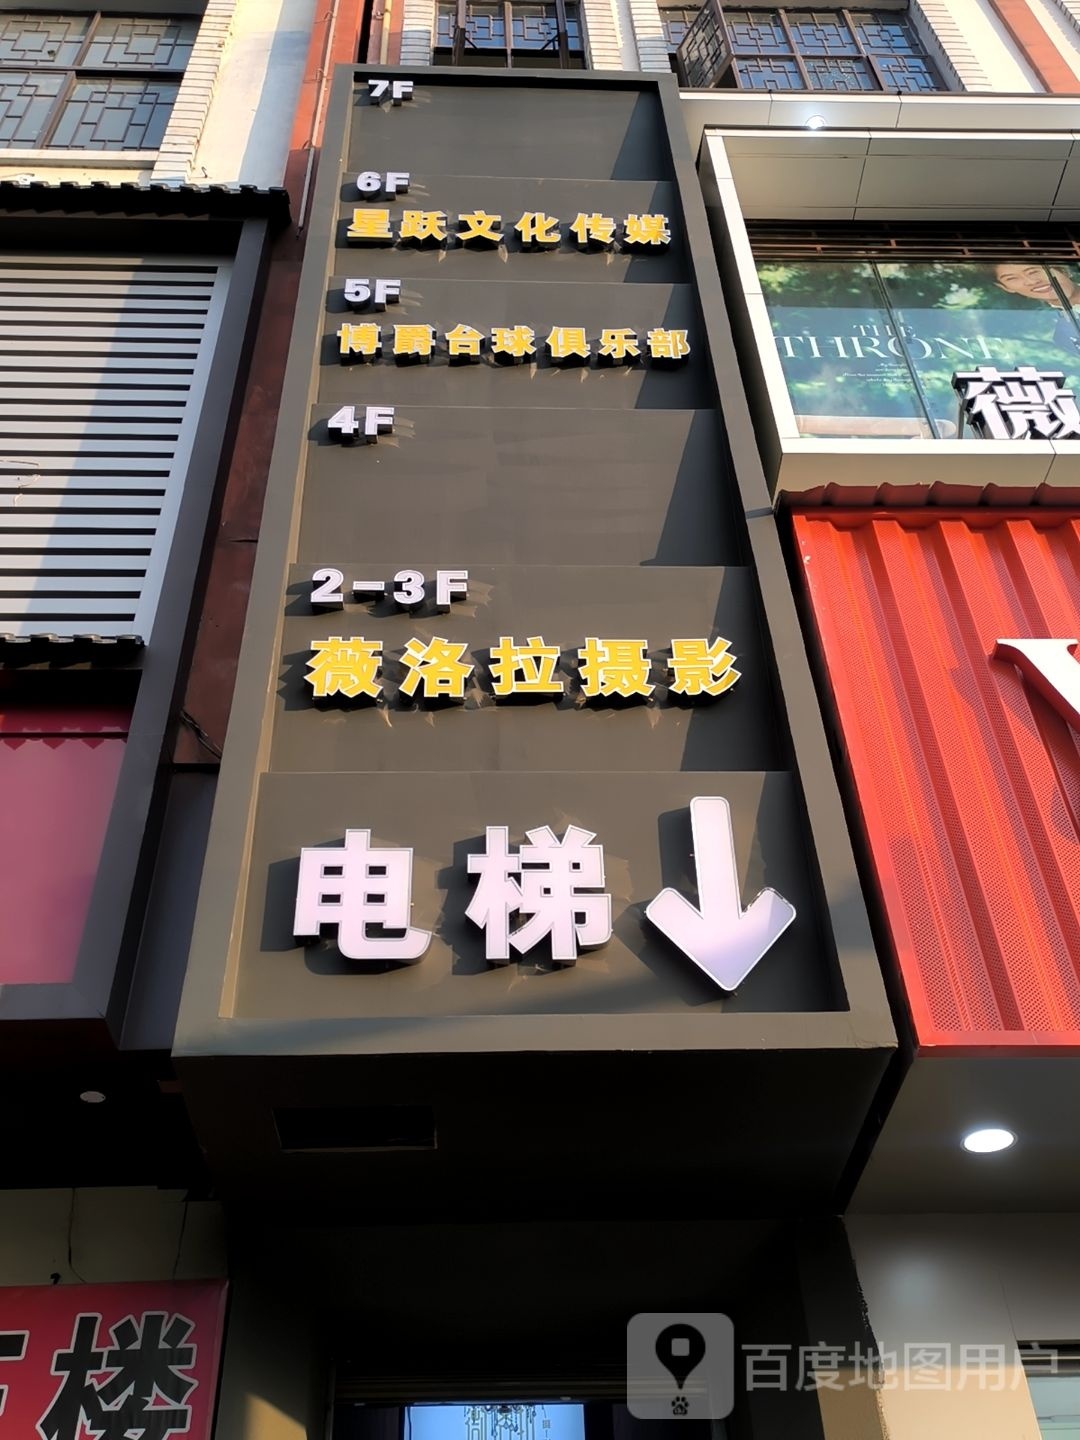 7F
6F
星跃文化传媒
5F
博爵台球俱乐部
4F
2-3F
薇洛拉摄影
电梯
THE
THRONE
薇
楼
百度地图用户